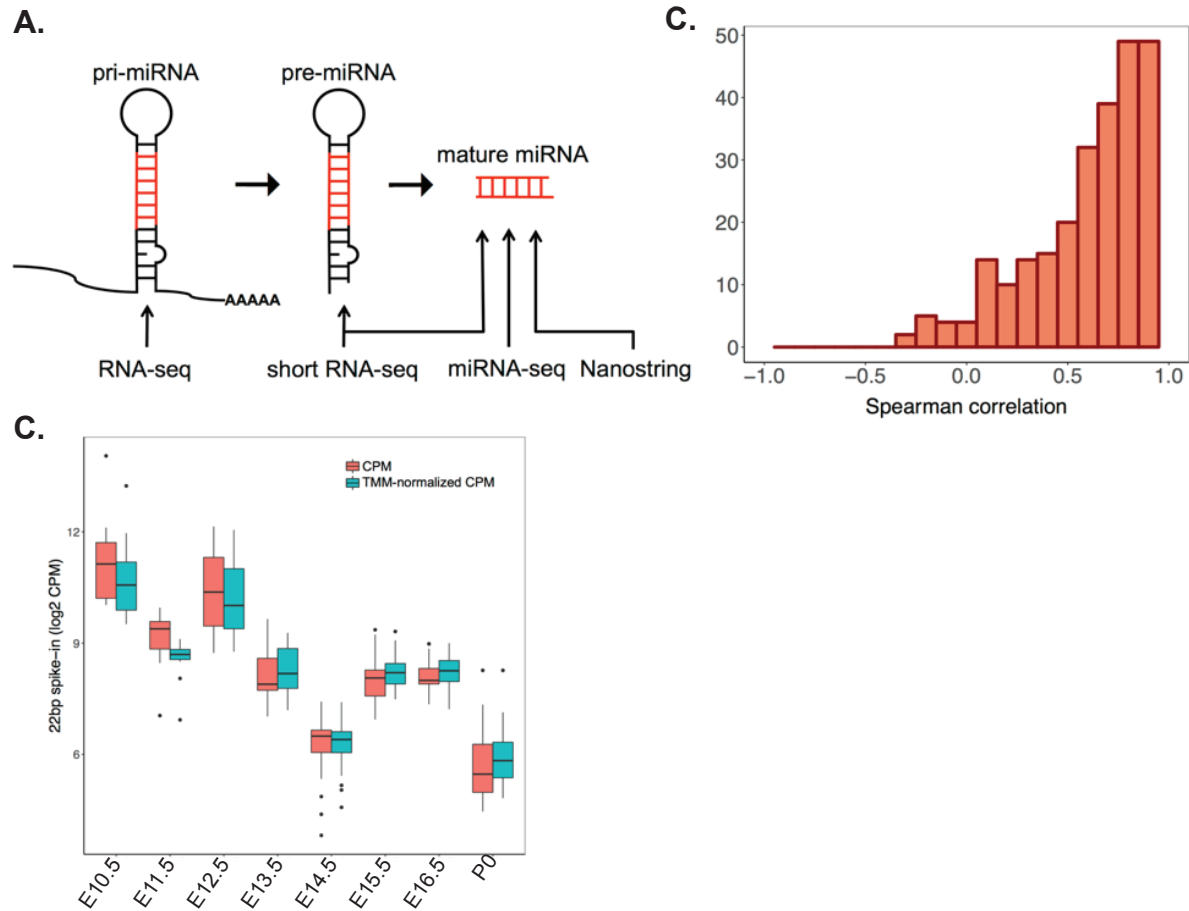 A.
pri-miRNA
pre-miRNA
mature miRNA
AAAAA
RNA-seq
short RNA-seq
miRNA-seq
Nanostring
C.
50
40
30
20
10
0
−1.0
−0.5
0.0
0.5
1.0
Spearman correlation
C.
CPM
TMM-normalized CPM
22bp spike−in (log2 CPM)
12
9
6
E10.5
E11.5
E12.5
E13.5
E14.5
E15.5
E16.5
P0